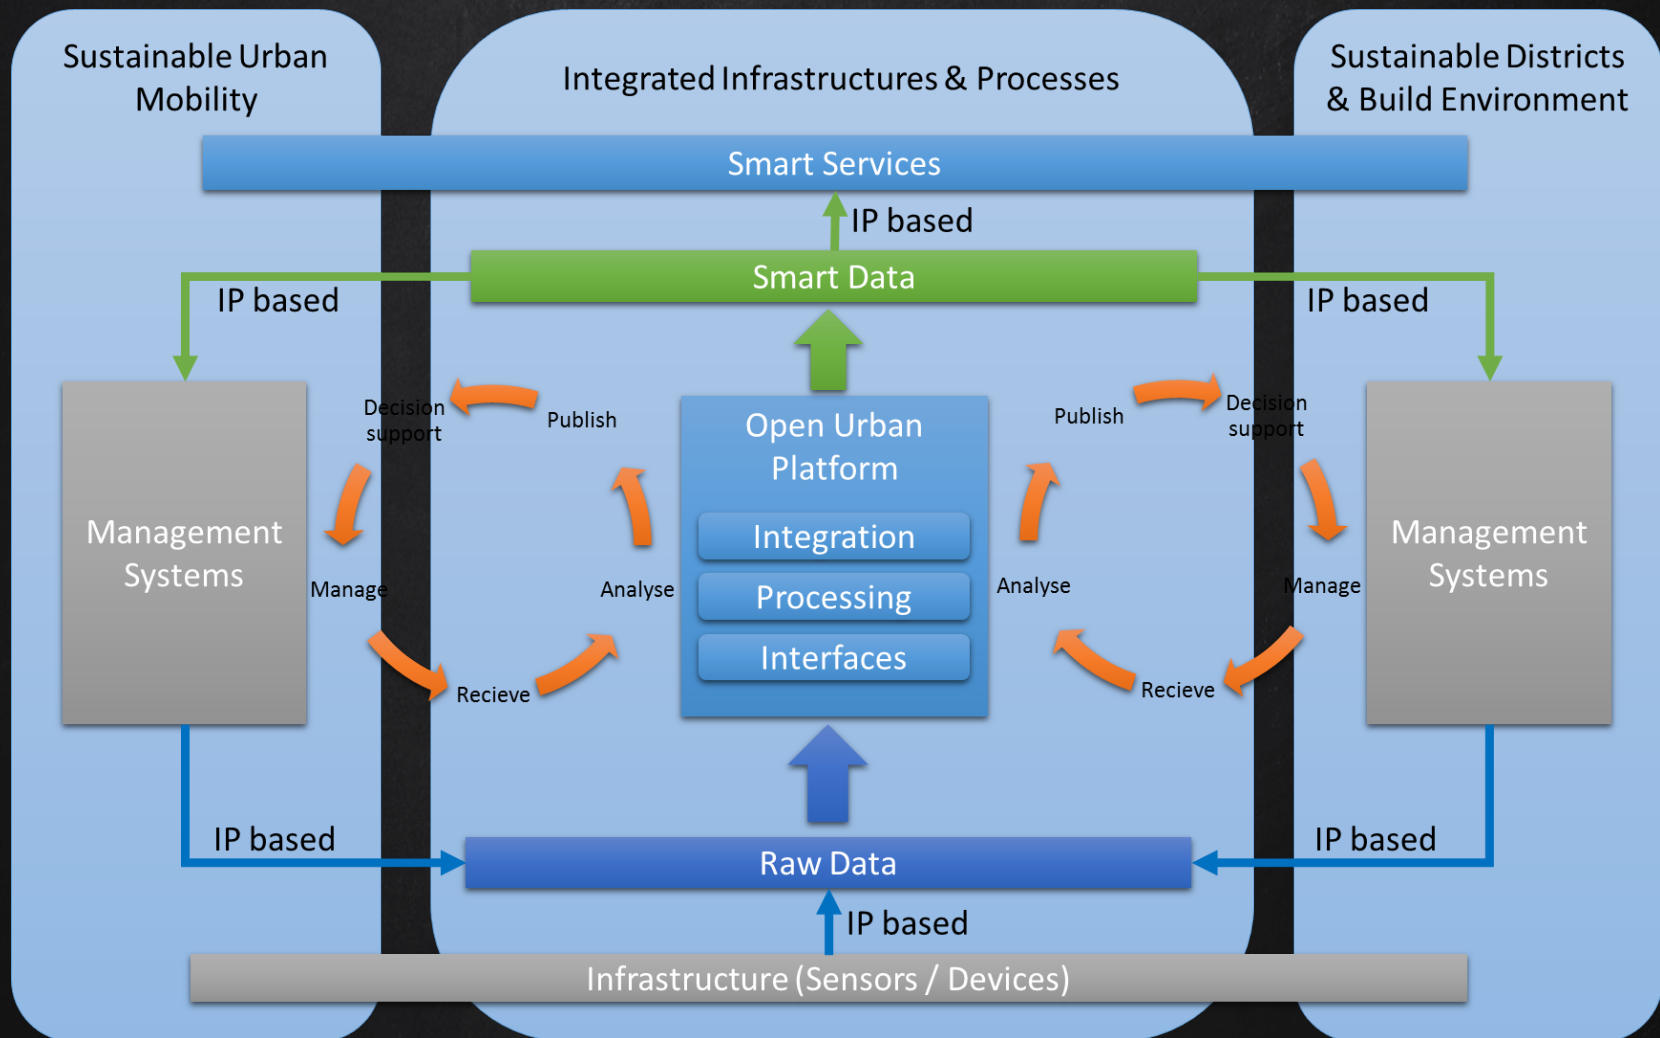 Sustainable Urban
Mobility
Integrated Infrastructures & Processes
Sustainable Districts
& Build Environment
Smart Services
IP based
Smart Data
IP based
IP based
Decision
support
Publish
Publish
Decision
support
Open Urban
Platform
Integration
Processing
Interfaces
Management
Systems
Management
Systems
Manage
Analyse
Analyse
Manage
Recieve
Recieve
IP based
IP based
Raw Data
IP based
Infrastructure (Sensors / Devices)